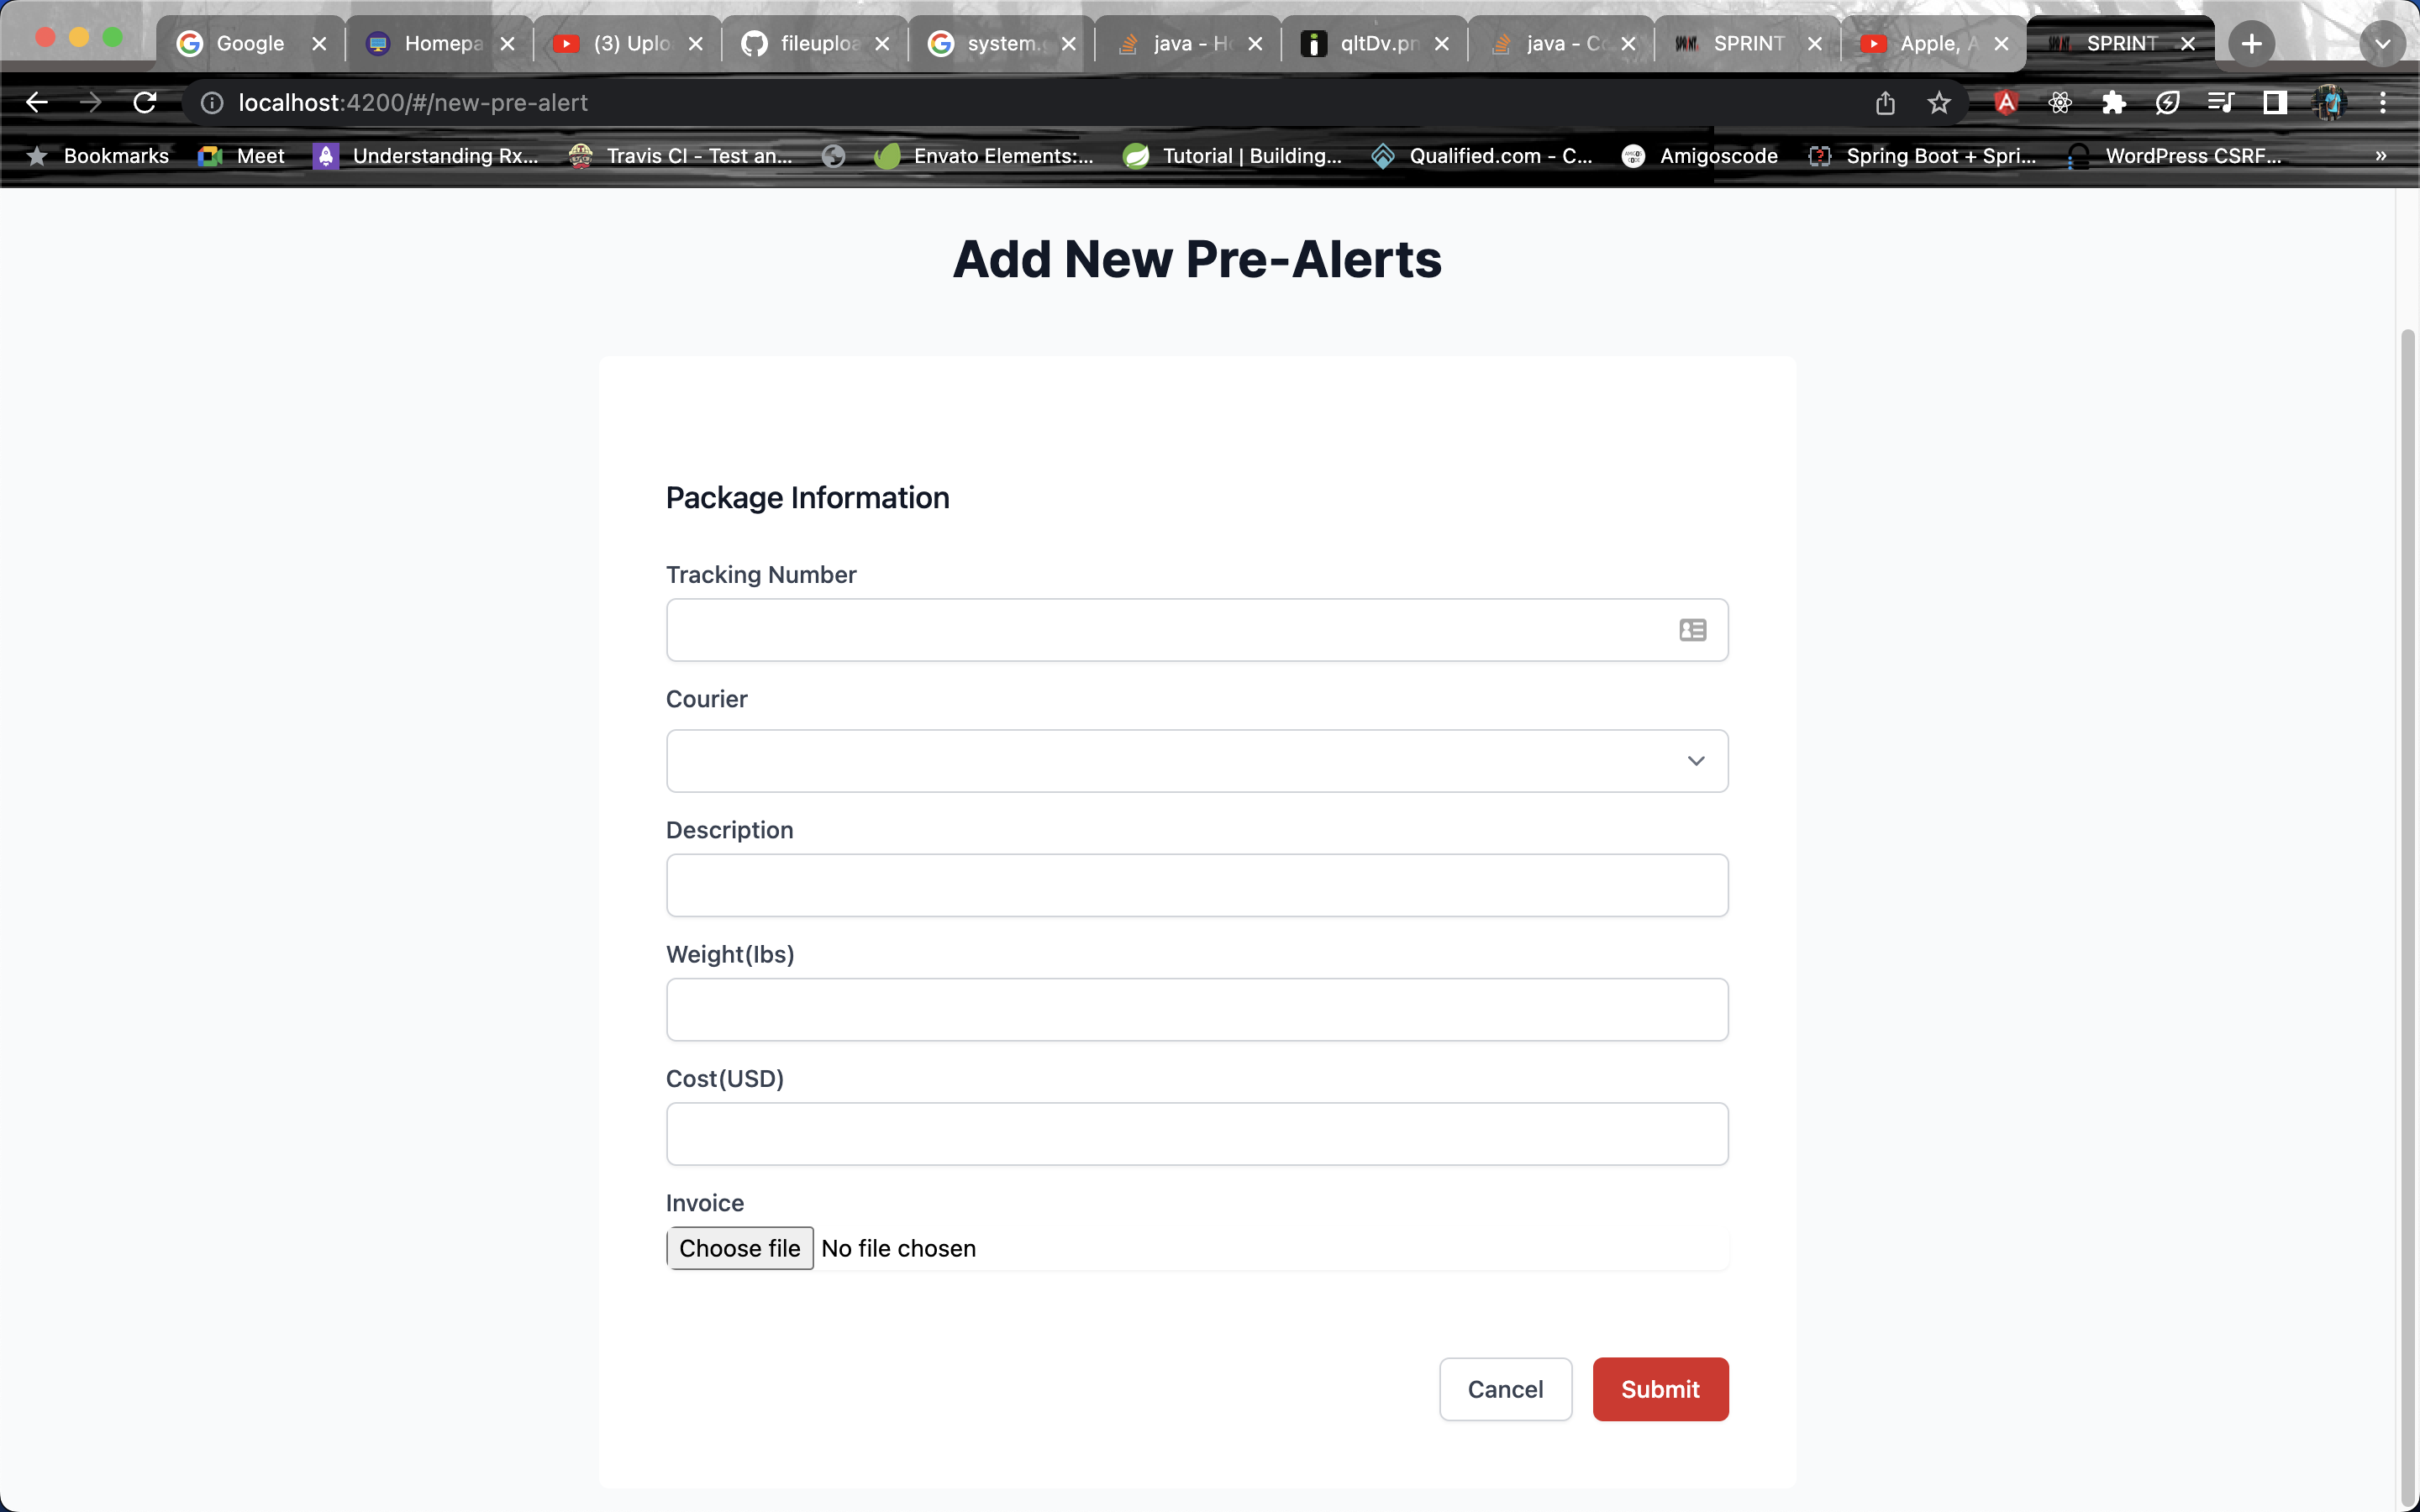 Google
Homepa
(3) Uplo
fileuploa
system.g
java - Ho
qltDv.pn
java - Co
SPRINT
Apple, A
SPRINT
localhost:4200/#/new-pre-alert
Bookmarks
Meet
Understanding Rx...
Travis CI - Test an...
Envato Elements:...
Tutorial | Building...
Qualified.com - C...
Amigoscode
Spring Boot + Spri...
WordPress CSRF...
»
Add New Pre-Alerts
Package Information
Tracking Number
Courier
Description
Weight(lbs)
Cost(USD)
Invoice
Choose file No file chosen
Cancel
Submit